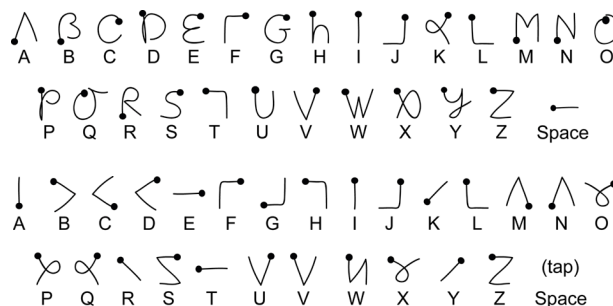 A B C D E F G H I J K L M N O
P Q R S T U V W X Y Z Space
A B C D E F G H I J K L M N O
(tap)
P Q R S T U V W X Y Z Space